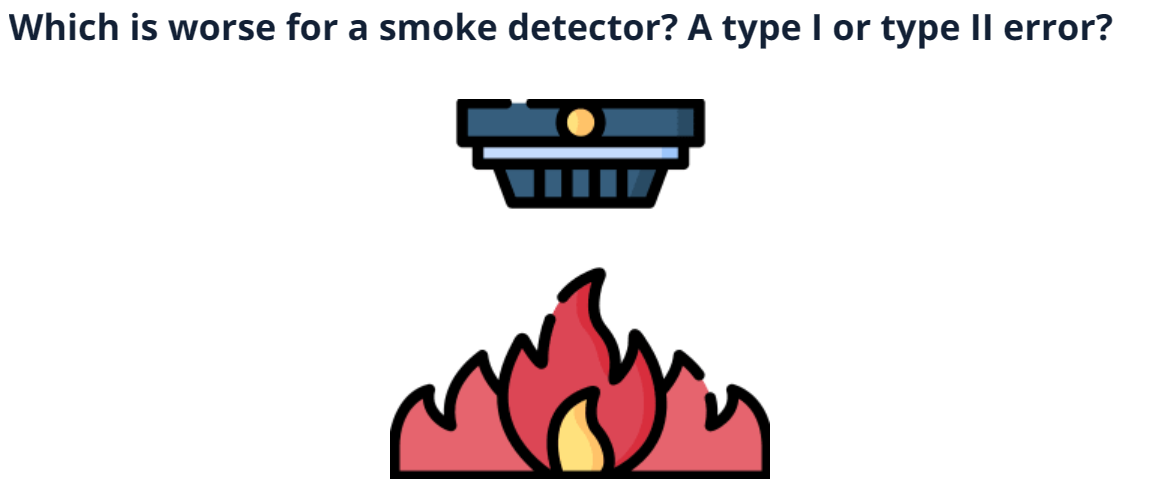 Which is worse for a smoke detector? A type I or type II error?